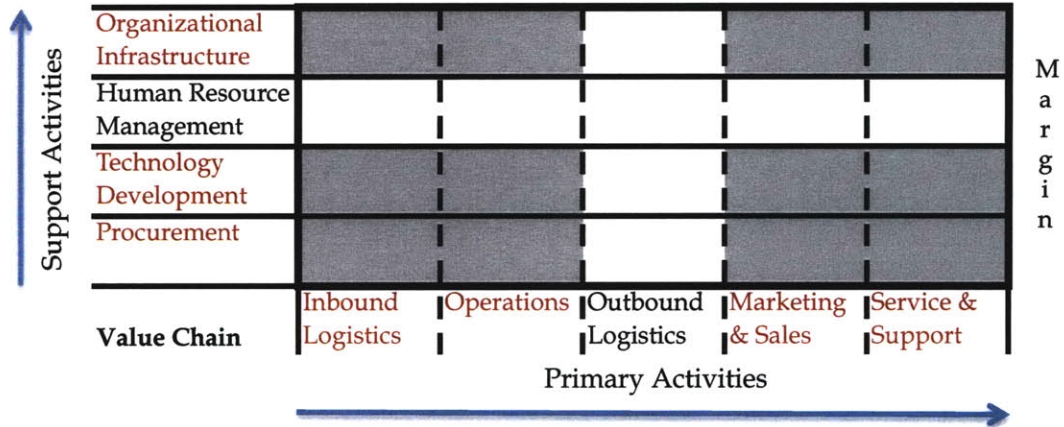 Support Activities
Organizational
Infrastructure
Human Resource
Management
Technology
Development
Procurement
Margin
Value Chain
Inbound
Logistics
Operations
Outbound
Logistics
Marketing
& Sales
Service &
Support
Primary Activities